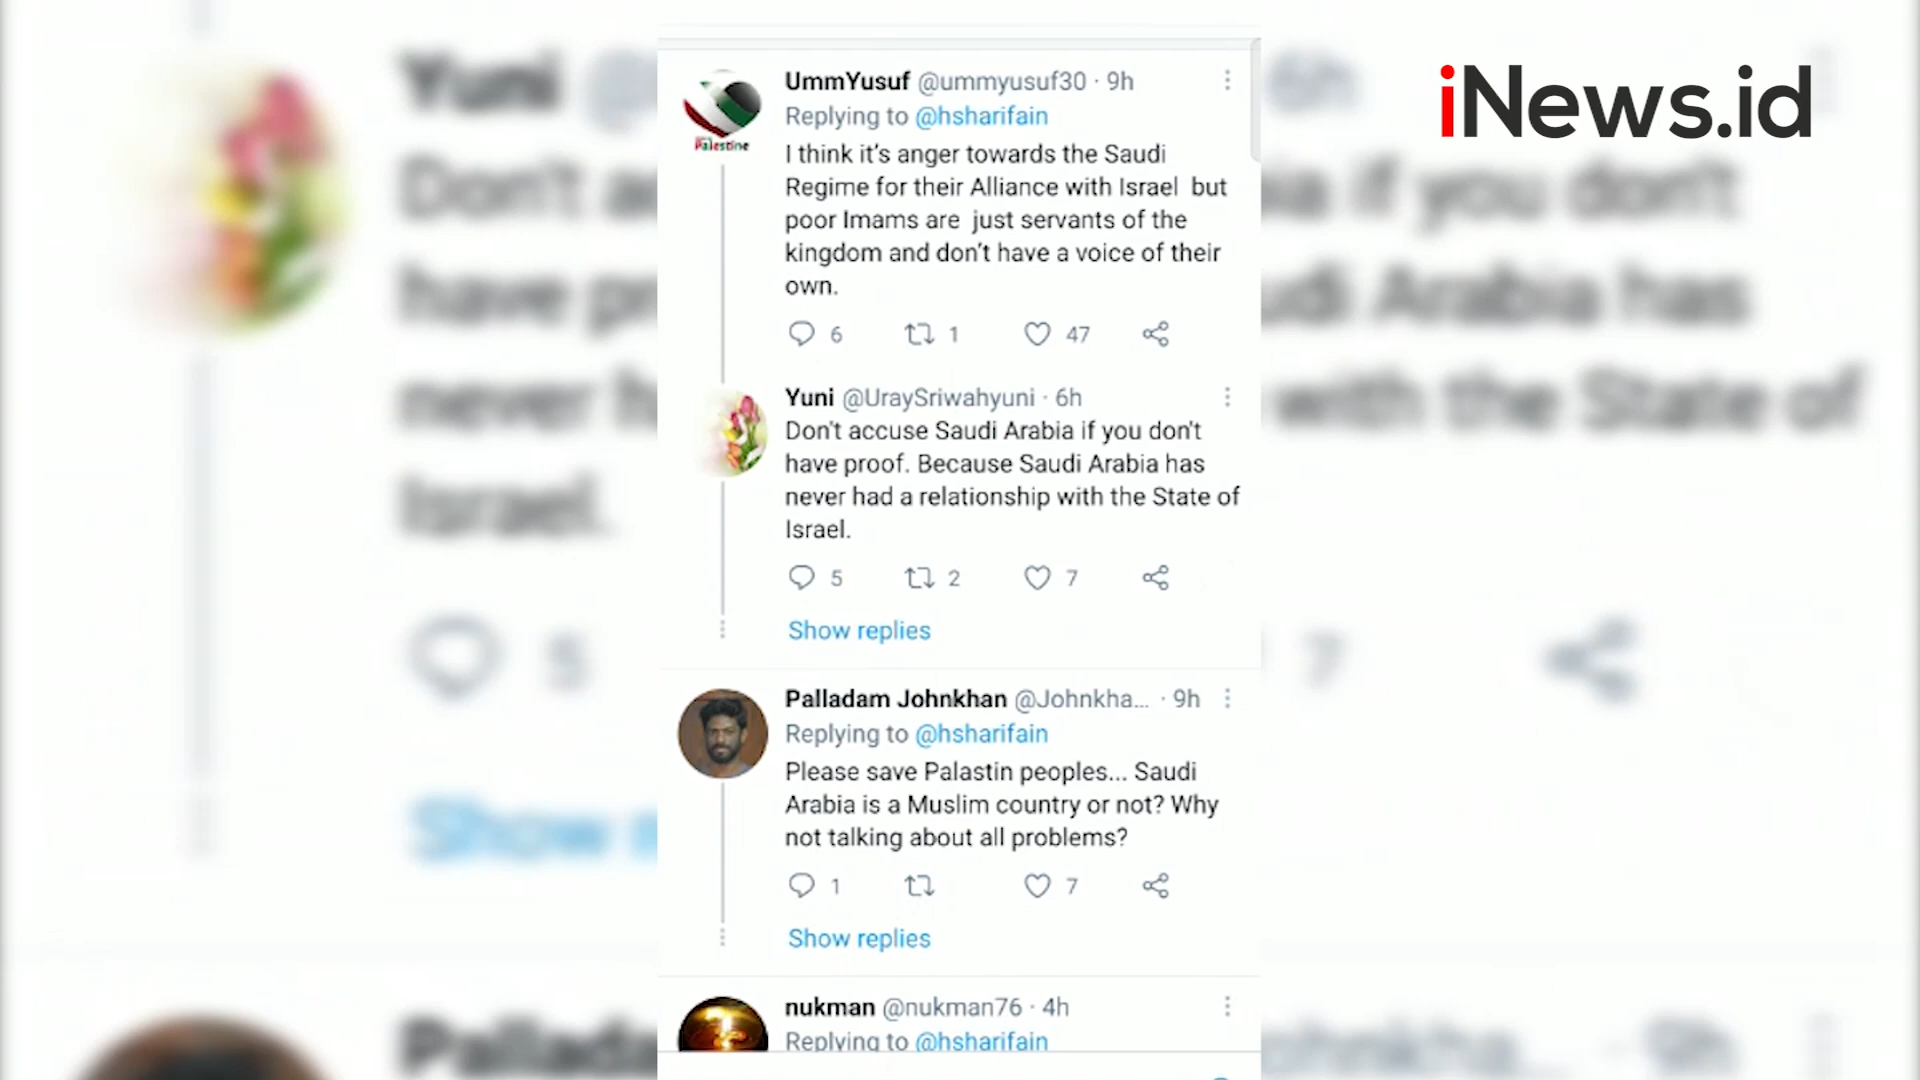 iNews.id
UmmYusuf @ummyusuf30 · 9h
Replying to @hsharifain
Palestine
I think it's anger towards the Saudi
Regime for their Alliance with Israel but
poor Imams are just servants of the
kingdom and don't have a voice of their
own.
6 1 47
Yuni @UraySriwahyuni · 6h
Don't accuse Saudi Arabia if you don't
have proof. Because Saudi Arabia has
never had a relationship with the State of
Israel.
5 2 7
Show replies
Palladam Johnkhan @Johnkha... · 9h
Replying to @hsharifain
Please save Palastin peoples... Saudi
Arabia is a Muslim country or not? Why
not talking about all problems?
1 7
Show replies
nukman @nukman76 · 4h
Replying to @hsharifain